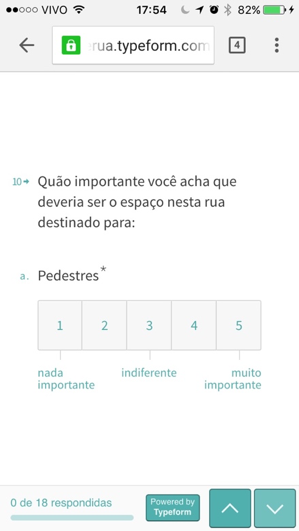 VIVO 17:54 82%
rua.typeform.com 4
10 Quão importante você acha que
deveria ser o espaço nesta rua
destinado para:
a. Pedestres*
1 2 3 4 5
nada indiferente muito
importante importante
0 de 18 respondidas
Powered by
Typeform